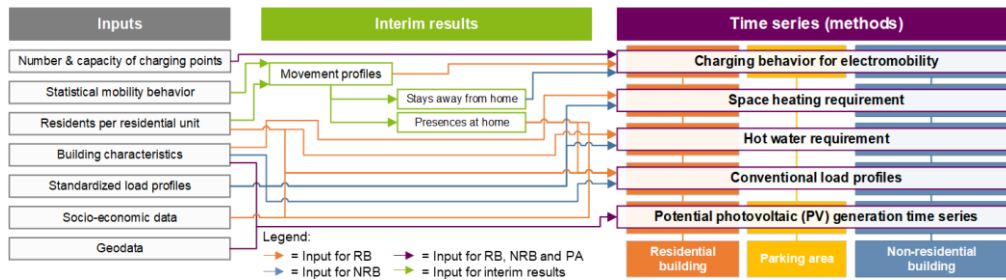 Inputs
Interim results
Time series (methods)
Number & capacity of charging points
Statistical mobility behavior
Residents per residential unit
Building characteristics
Standardized load profiles
Socio-economic data
Geodata
Movement profiles
Stays away from home
Presences at home
Charging behavior for electromobility
Space heating requirement
Hot water requirement
Conventional load profiles
Potential photovoltaic (PV) generation time series
Legend:
= Input for RB
= Input for RB, NRB and PA
= Input for NRB
= Input for interim results
Residential
building
Parking area
Non-residential
building